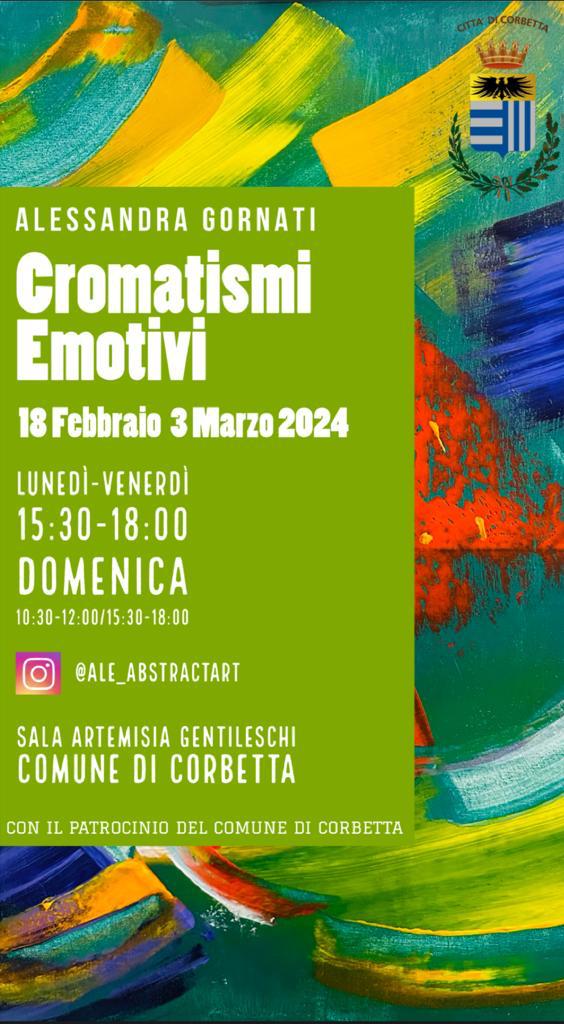 CITTA' DI CORBETTA
ALESSANDRA GORNATI
Cromatismi
Emotivi
18 Febbraio 3 Marzo 2024
LUNEDÌ-VENERDÌ
15:30-18:00
DOMENICA
10:30-12:00/15:30-18:00
@ALE_ABSTRACTART
SALA ARTEMISIA GENTILESCHI
COMUNE DI CORBETTA
CON IL PATROCINIO DEL COMUNE DI CORBETTA